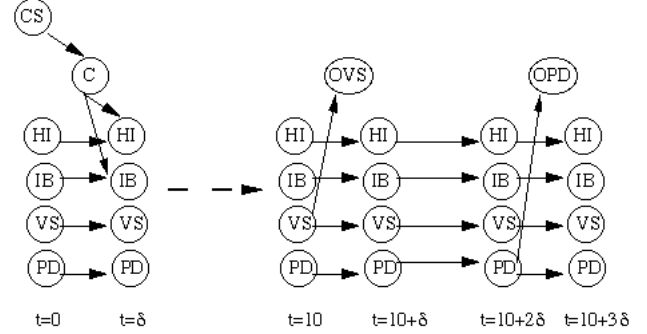 CS
C OVS OPD
HI HI HI HI HI HI
IB IB IB IB IB IB
VS VS VS VS VS VS
PD PD PD PD PD PD
t=0 t=δ t=10 t=10+δ t=10+2δ t=10+3δ